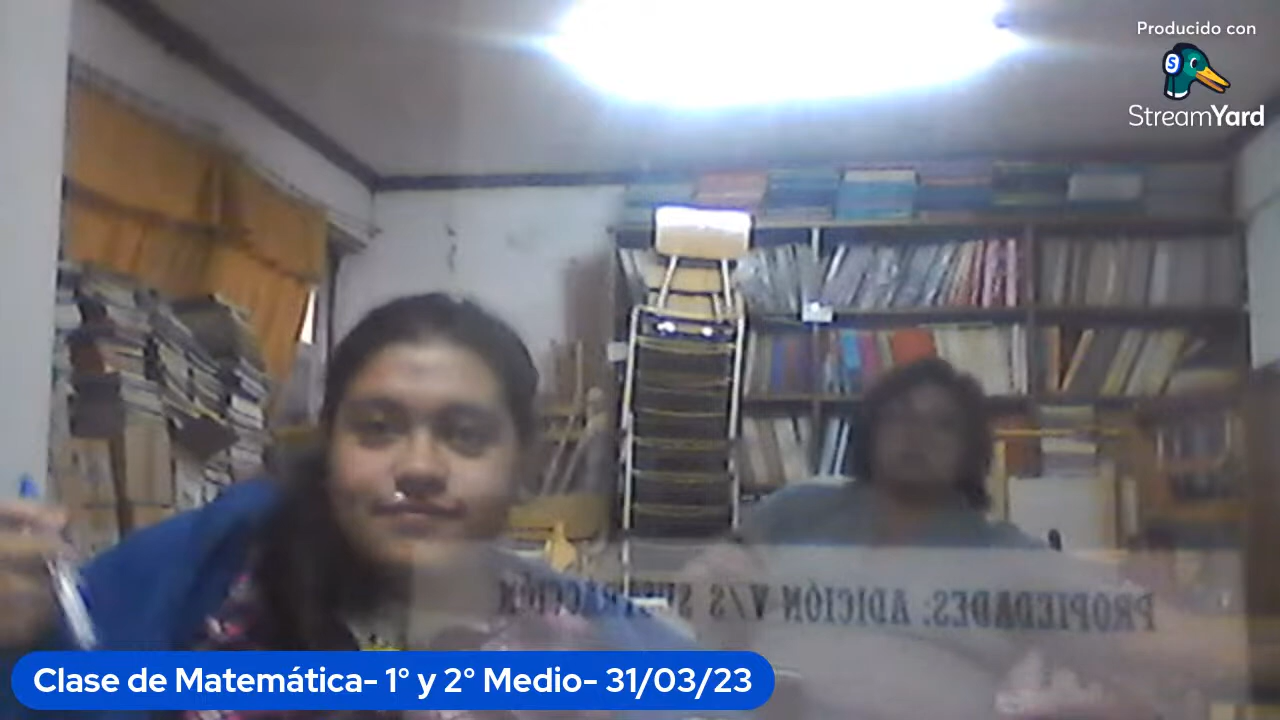 Producido con
StreamYard
PROPIEDADES: ADICIÓN V/S SUSTRACCIÓN
Clase de Matemática- 1° y 2° Medio- 31/03/23